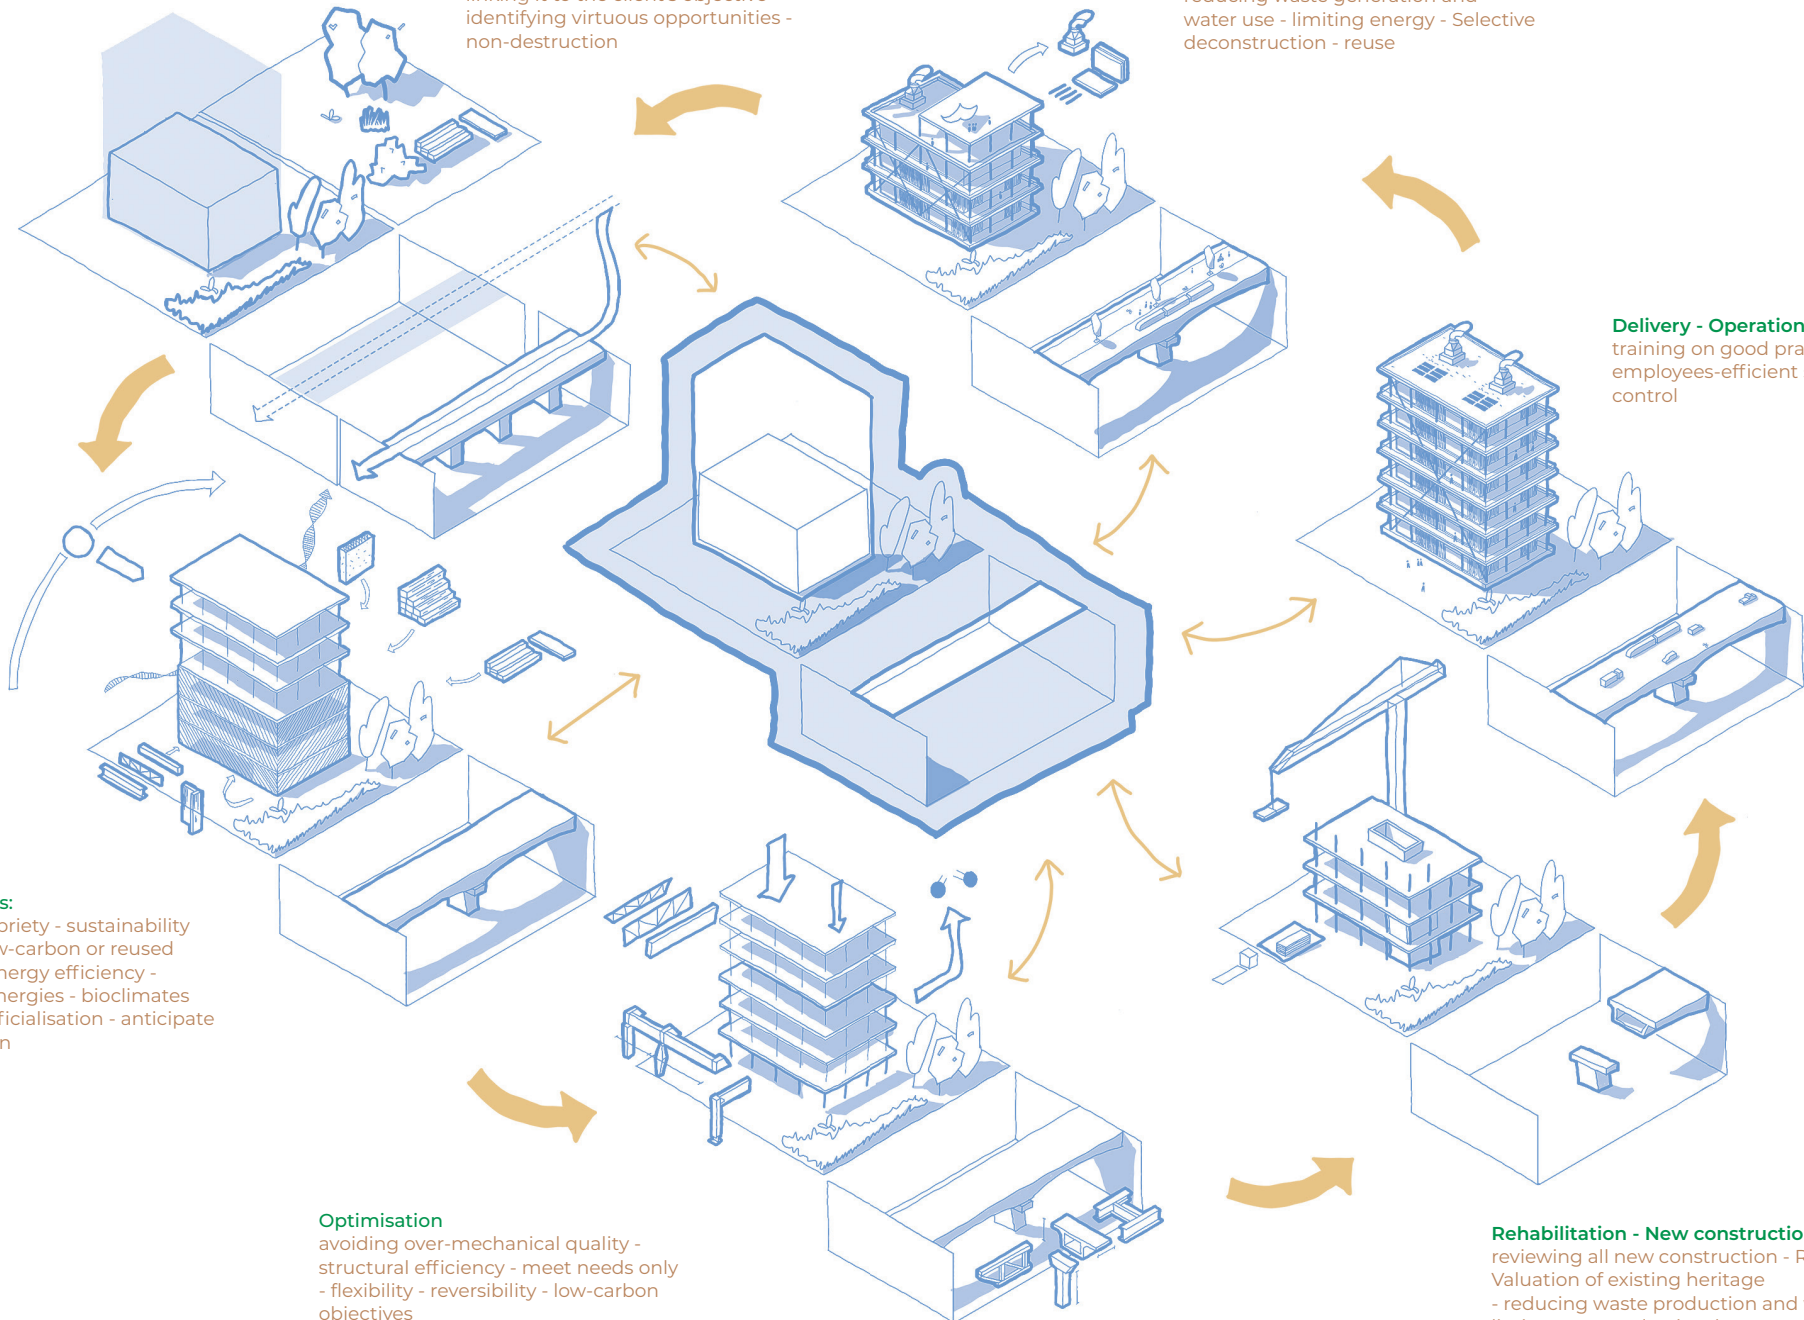 identifying virtuous opportunities -
non-destruction
water use - limiting energy - Selective
deconstruction - reuse
Delivery - Operation
training on good pra
employees-efficient
control
s:
briety - sustainability
w-carbon or reused
nergy efficiency -
nergies - bioclimates
ficialisation - anticipate
n
Optimisation
avoiding over-mechanical quality -
structural efficiency - meet needs only
- flexibility - reversibility - low-carbon
objectives
Rehabilitation - New constructio
reviewing all new construction - R
Valuation of existing heritage
- reducing waste production and